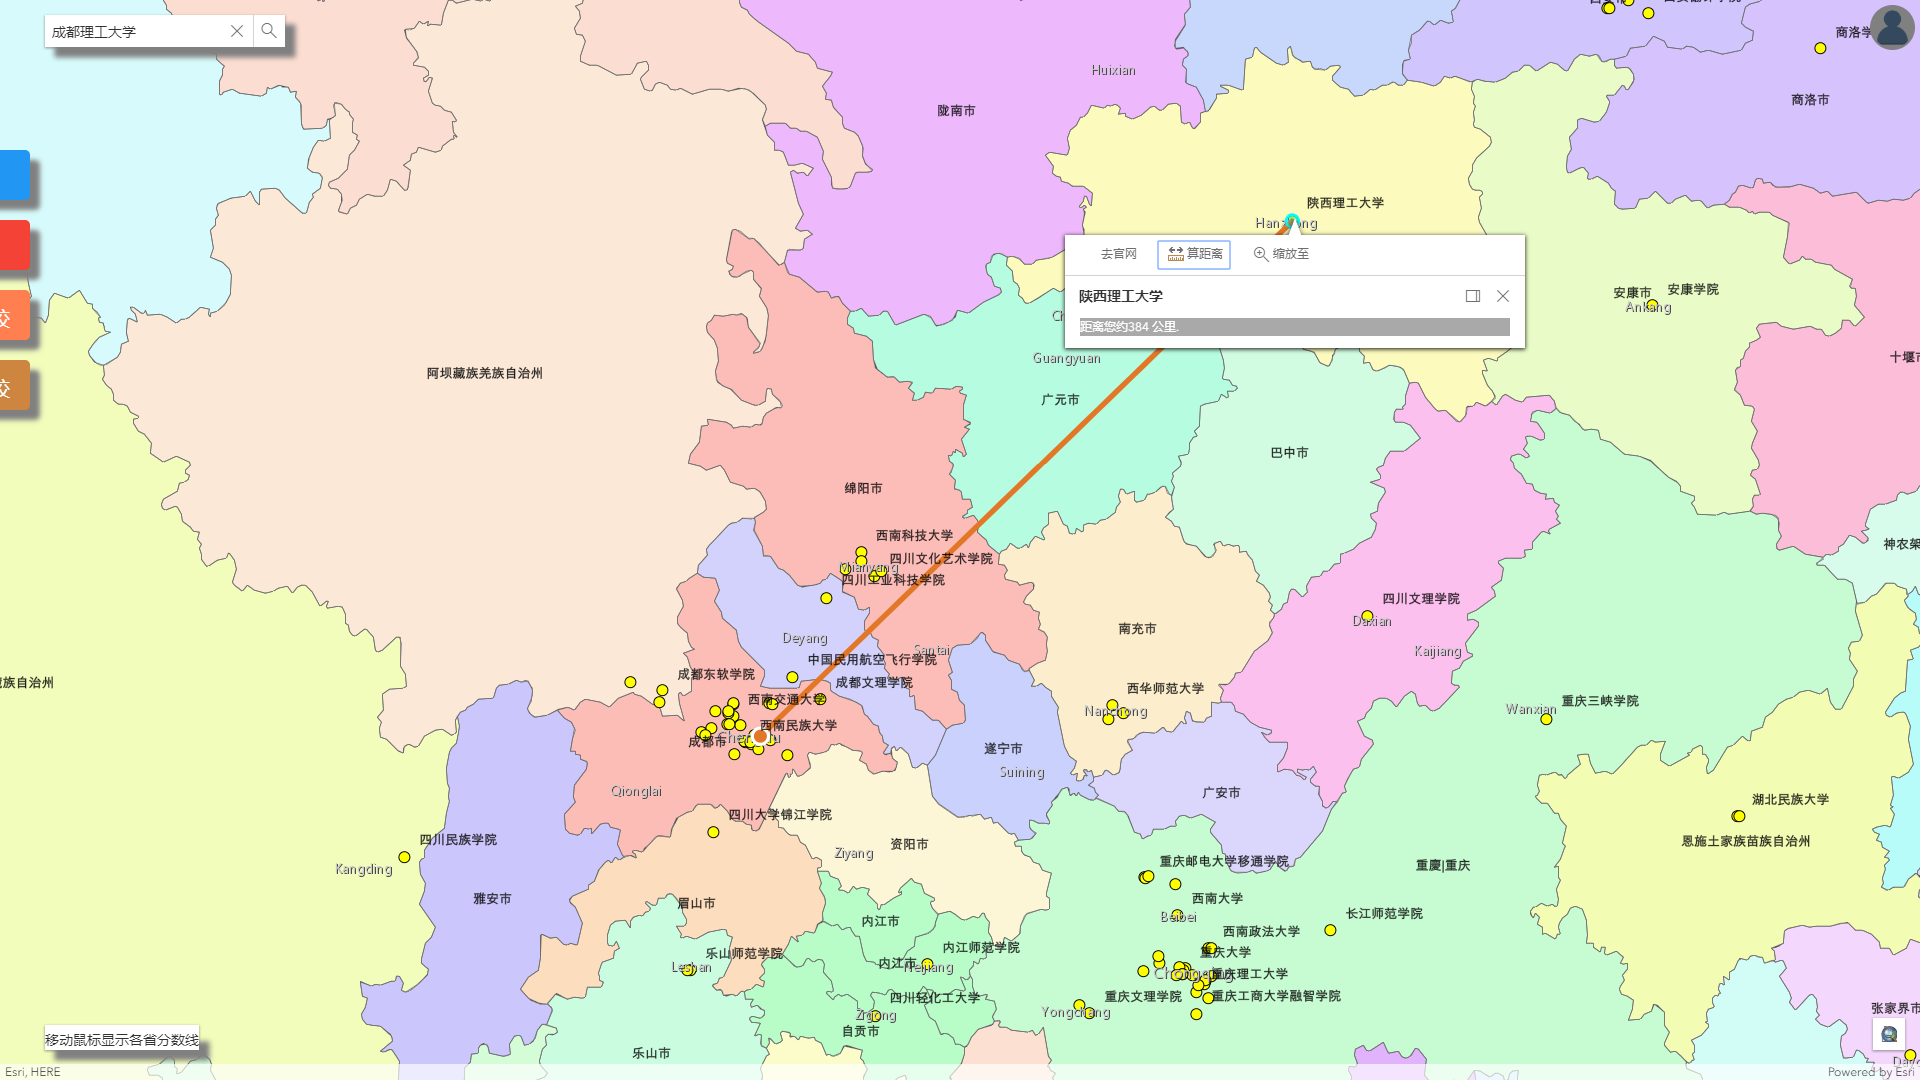 成都理工大学
商洛学
Huixian
陇南市
商洛市
陕西理工大学
去官网
算距离
缩放至
陕西理工大学
距离您约384 公里.
安康市
安康学院
Ankang
校
校
十堰市
Guangyuan
广元市
阿坝藏族羌族自治州
巴中市
绵阳市
西南科技大学
四川文化艺术学院
Mianyang
四川工业科技学院
神农架
四川文理学院
Daxian
南充市
Deyang
Santai
Kaijiang
中国民用航空飞行学院
成都东软学院
成都文理学院
藏族自治州
西南交通大学
西华师范大学
Nanchong
Wanxian
重庆三峡学院
西南民族大学
成都市
Chengdu
遂宁市
Suining
Qionglai
广安市
湖北民族大学
四川大学锦江学院
恩施土家族苗族自治州
四川民族学院
Kangding
资阳市
Ziyang
重庆邮电大学移通学院
重慶|重庆
雅安市
眉山市
西南大学
Beibei
长江师范学院
内江市
西南政法大学
内江师范学院
乐山师范学院
Leshan
内江市
Neijiang
重庆大学
Chongqing
重庆理工大学
四川轻化工大学
Zigong
自贡市
重庆文理学院
重庆工商大学融智学院
Yongchang
张家界市
移动鼠标显示各省分数线
乐山市
Esri, HERE
Powered by Esri